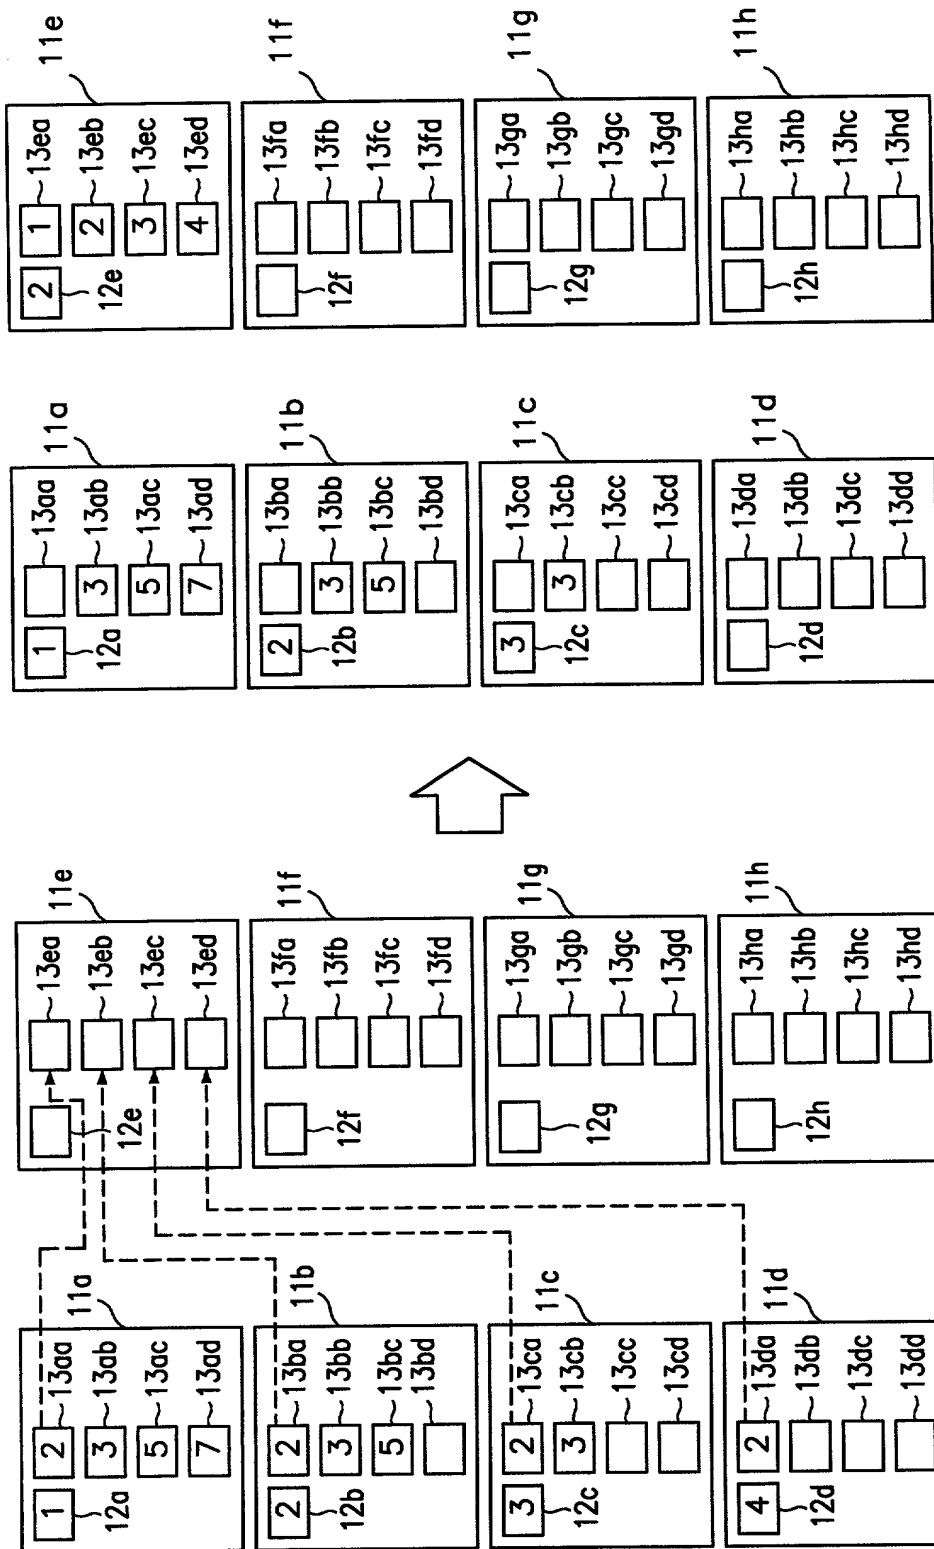 11a
1 12a
2 13aa
3 13ab
5 13ac
7 13ad
11b
2 12b
2 13ba
3 13bb
5 13bc
13bd
11c
3 12c
2 13ca
3 13cb
13cc
13cd
11d
4 12d
2 13da
13db
13dc
13dd
11e
12e
13ea
13eb
13ec
13ed
11f
12f
13fa
13fb
13fc
13fd
11g
12g
13ga
13gb
13gc
13gd
11h
12h
13ha
13hb
13hc
13hd
11a
1 12a
13aa
3 13ab
5 13ac
7 13ad
11b
2 12b
13ba
3 13bb
5 13bc
13bd
11c
3 12c
13ca
3 13cb
13cc
13cd
11d
12d
13da
13db
13dc
13dd
11e
2 12e
1 13ea
2 13eb
3 13ec
4 13ed
11f
12f
13fa
13fb
13fc
13fd
11g
12g
13ga
13gb
13gc
13gd
11h
12h
13ha
13hb
13hc
13hd